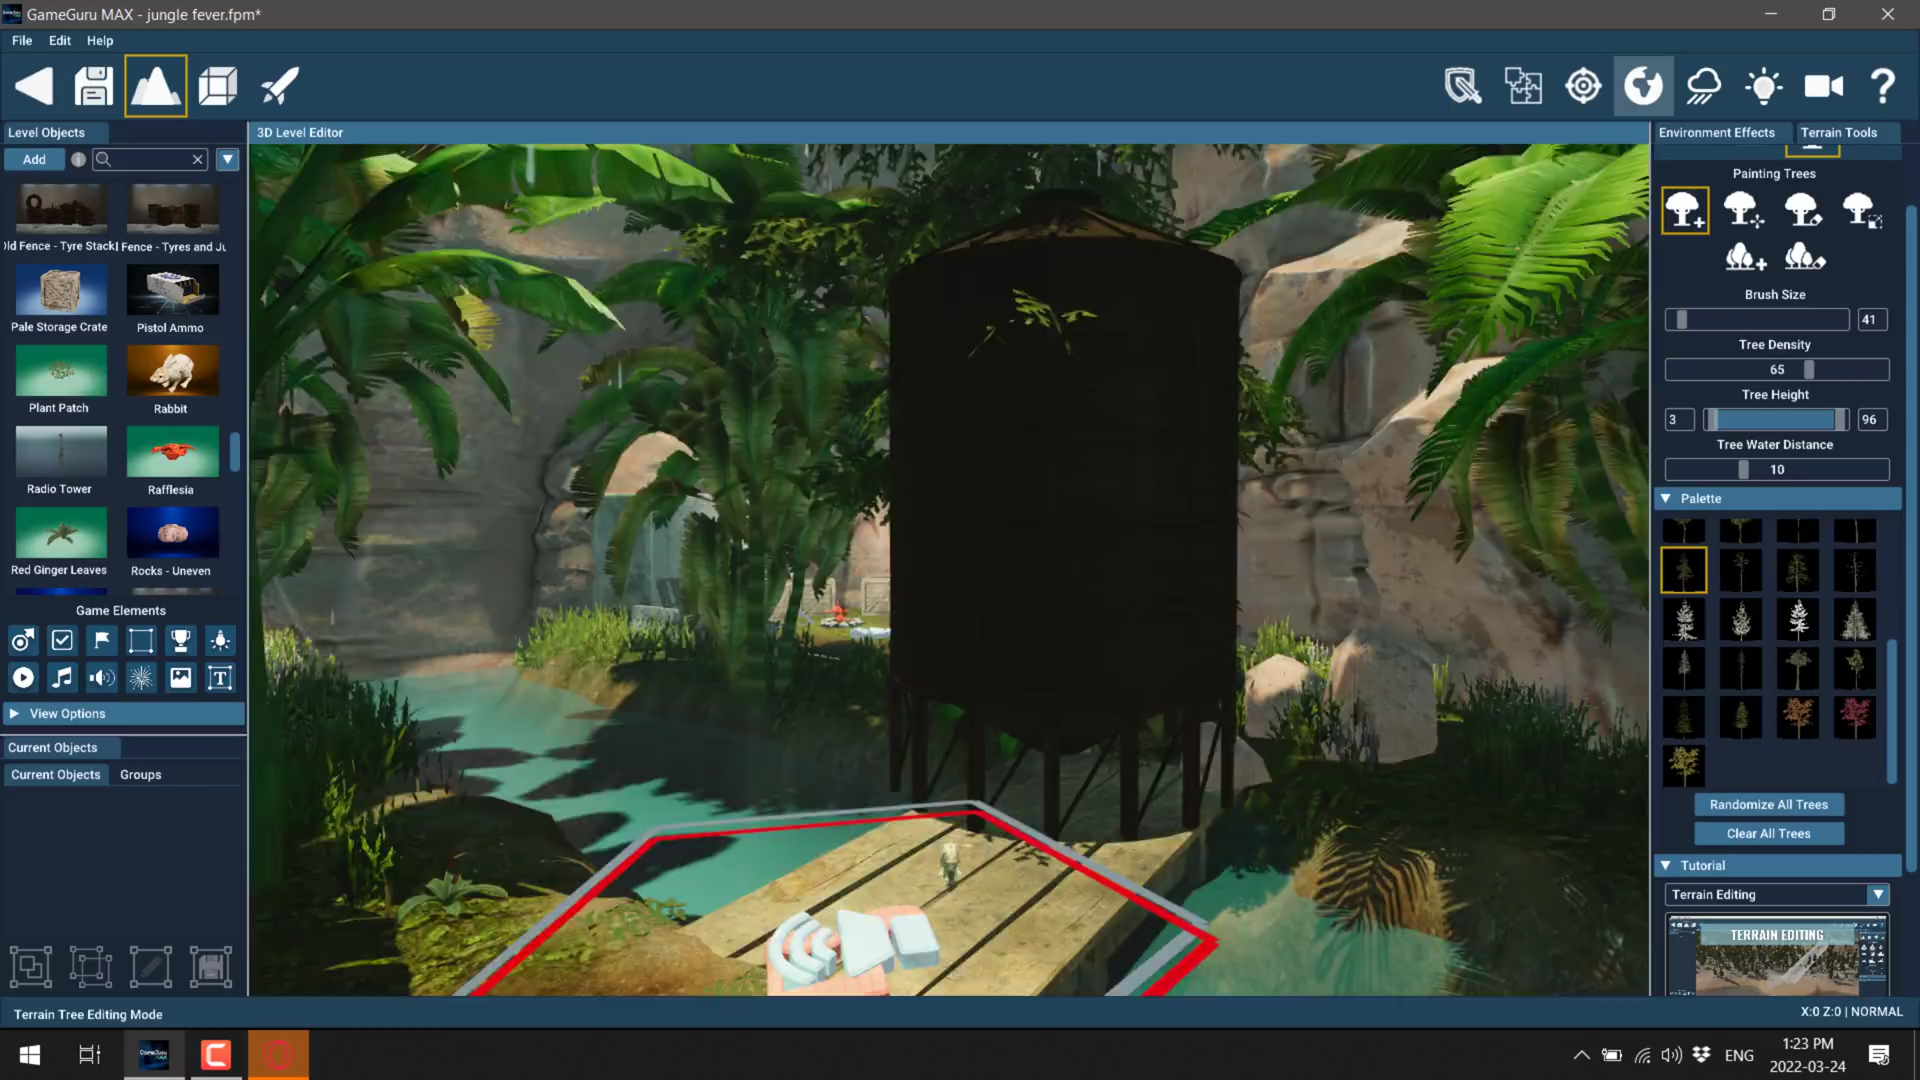 GameGuru MAX - jungle fever.fpm*
File Edit Help
Level Objects
3D Level Editor
Environment Effects Terrain Tools
Add
Painting Trees
Old Fence - Tyre Stack
Fence - Tyres and Ju
Pale Storage Crate
Pistol Ammo
Plant Patch
Rabbit
Radio Tower
Rafflesia
Red Ginger Leaves
Rocks - Uneven
Game Elements
View Options
Current Objects
Current Objects Groups
Brush Size
41
Tree Density
65
Tree Height
3 96
Tree Water Distance
10
Palette
Randomize All Trees
Clear All Trees
Tutorial
Terrain Editing
TERRAIN EDITING
Terrain Tree Editing Mode
X:0 Z:0 | NORMAL
GameGuru
ENG
1:23 PM
2022-03-24